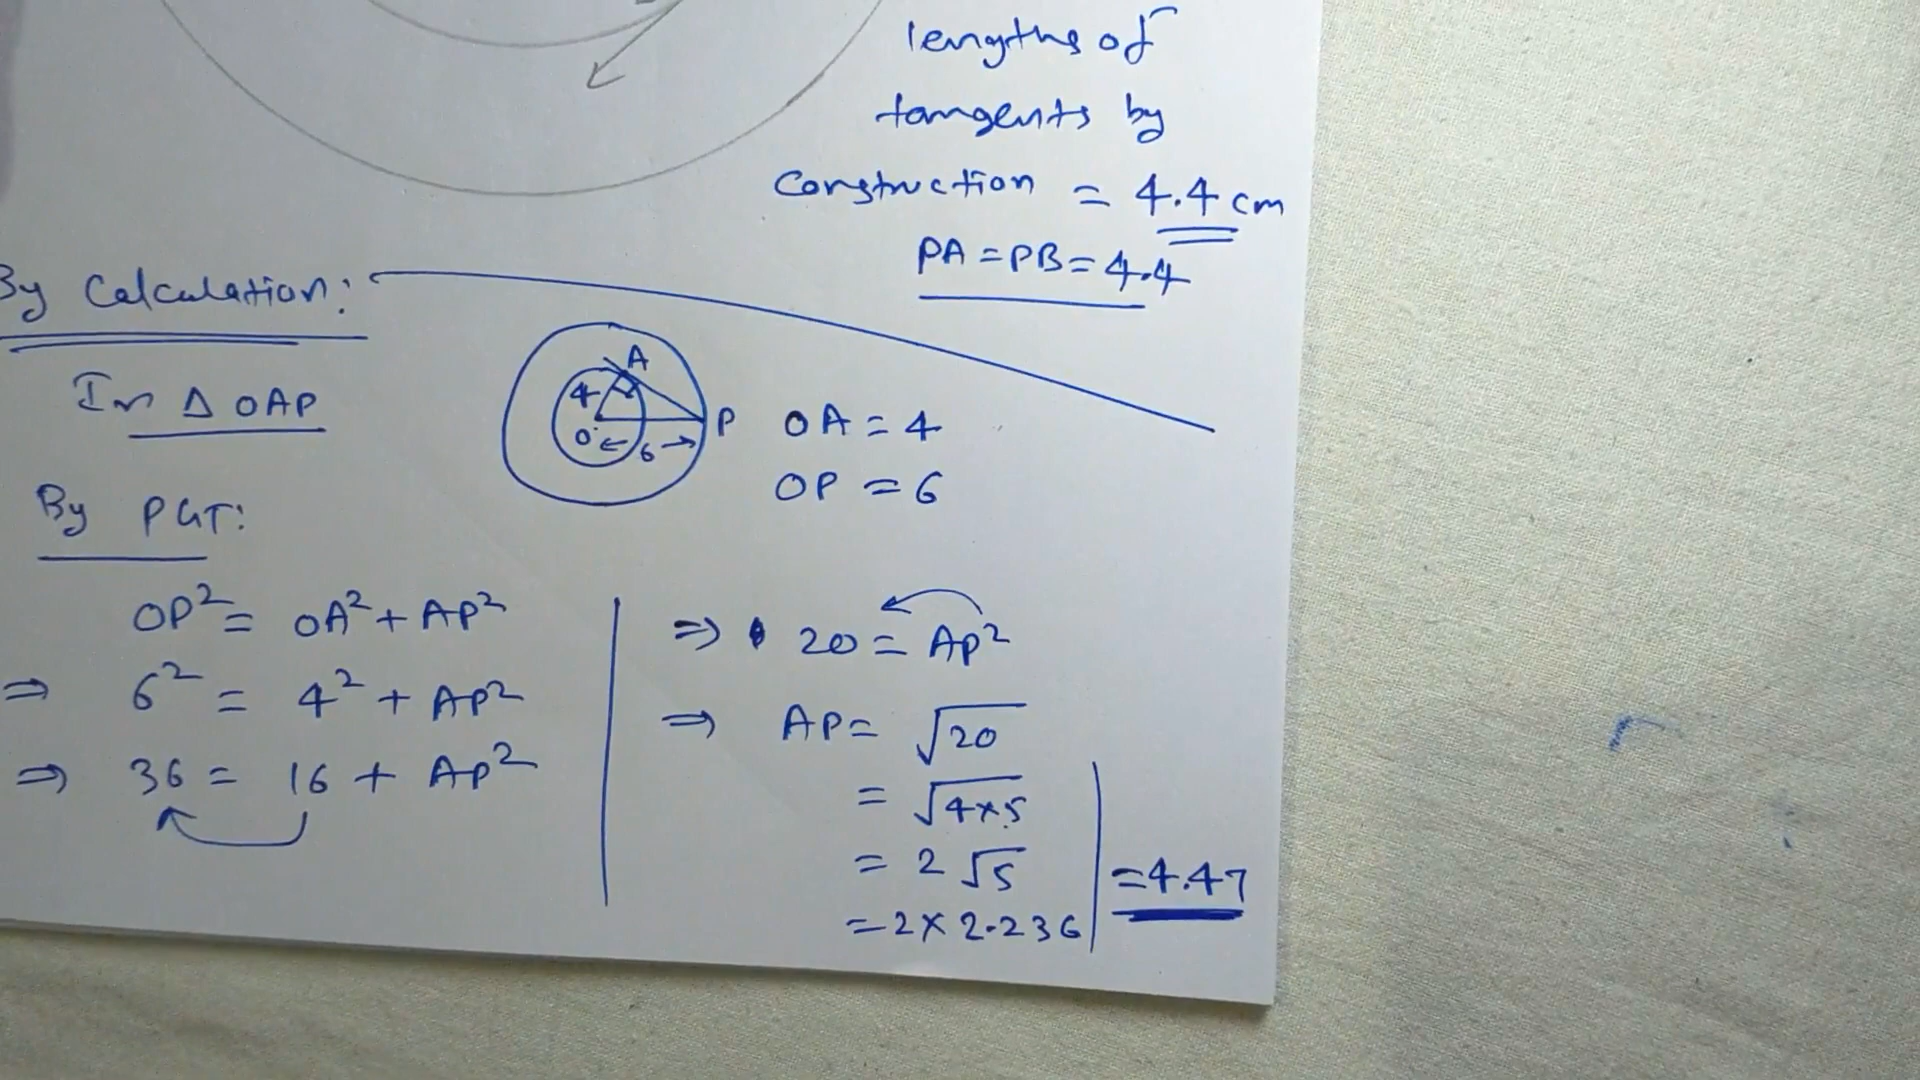 lengths of
tangents by
Construction = 4.4 cm
PA = PB = 4.4
By Calculation:
In Δ OAP
A
4
O
6
P
OA = 4
OP = 6
By PGT:
OP² = OA² + AP²
⇒ 6² = 4² + AP²
⇒ 36 = 16 + AP²
⇒ 20 = AP²
⇒ AP = √20
= √4×5
= 2√5
= 2 × 2.236
= 4.47